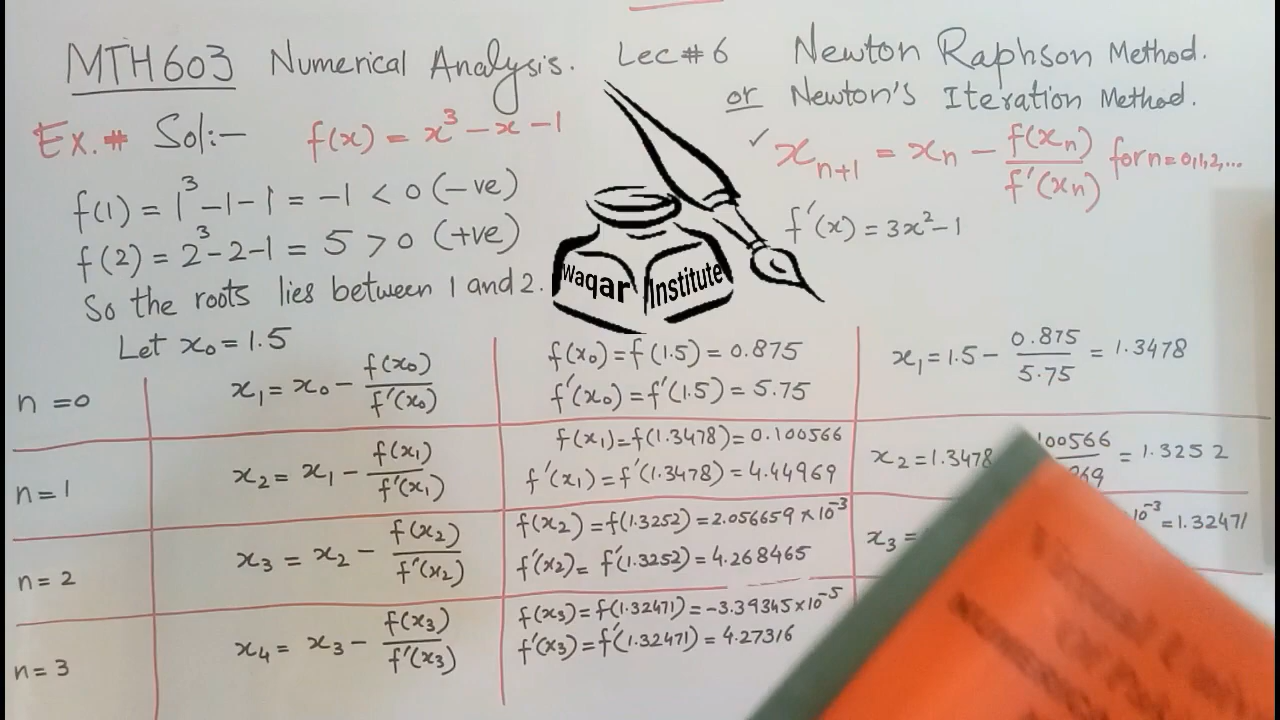 MTH603 Numerical Analysis. Lec # 6 Newton Raphson Method.
or Newton's Iteration Method.
Ex. # Sol:- f(x) = x³ - x - 1
✓ xₙ₊₁ = xₙ - f(xₙ)/f'(xₙ) for n = 0,1,2,...
f(1) = 1³-1-1 = -1 < 0 (-ve)
f'(x) = 3x²-1
f(2) = 2³-2-1 = 5 > 0 (+ve)
So the roots lies between 1 and 2.
Waqar Institute
Let x₀ = 1.5
n = 0
x₁ = x₀ - f(x₀)/f'(x₀)
f(x₀) = f(1.5) = 0.875
f'(x₀) = f'(1.5) = 5.75
x₁ = 1.5 - 0.875/5.75 = 1.3478
n = 1
x₂ = x₁ - f(x₁)/f'(x₁)
f(x₁) = f(1.3478) = 0.100566
f'(x₁) = f'(1.3478) = 4.44969
x₂ = 1.3478 100566/969 = 1.3252
n = 2
x₃ = x₂ - f(x₂)/f'(x₂)
f(x₂) = f(1.3252) = 2.056659 × 10⁻³
f'(x₂) = f'(1.3252) = 4.268465
x₃ = 10⁻³ = 1.32471
n = 3
x₄ = x₃ - f(x₃)/f'(x₃)
f(x₃) = f(1.32471) = -3.39345 × 10⁻⁵
f'(x₃) = f'(1.32471) = 4.27316